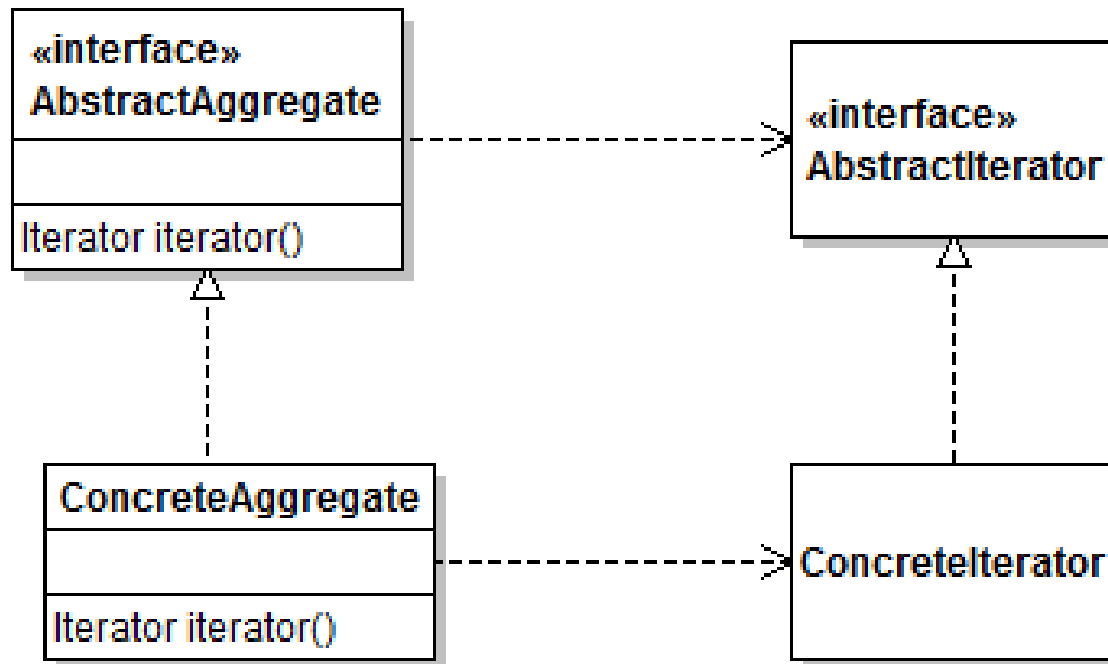 «interface»
AbstractAggregate
Iterator iterator()
«interface»
AbstractIterator
ConcreteAggregate
Iterator iterator()
ConcreteIterator